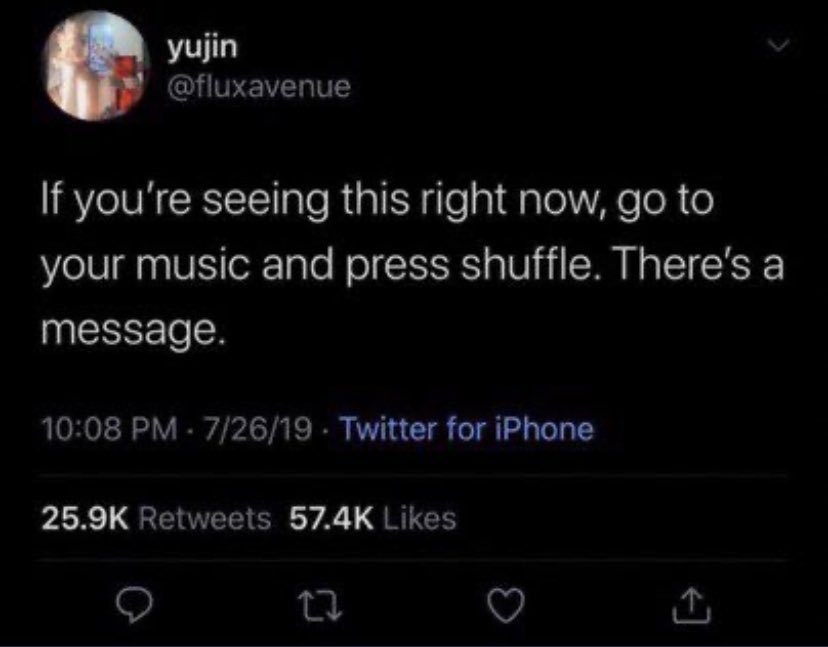 yujin
@fluxavenue
If you’re seeing this right now, go to
your music and press shuffle. There’s a
message.
10:08 PM · 7/26/19 · Twitter for iPhone
25.9K Retweets 57.4K Likes